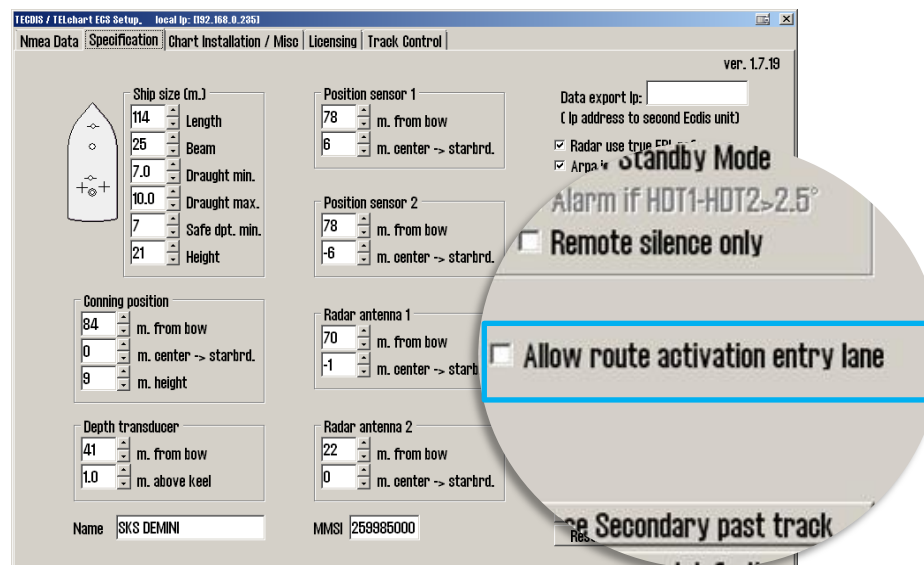 TECDIS / TELchart ECS Setup. local Ip: [192.168.0.235]
Nmea Data Specification Chart Installation / Misc Licensing Track Control
ver. 1.7.19
Ship size (m.)
114 Length
25 Beam
7.0 Draught min.
10.0 Draught max.
7 Safe dpt. min.
21 Height
Position sensor 1
78 m. from bow
6 m. center -> starbrd.
Position sensor 2
78 m. from bow
-6 m. center -> starbrd.
Data export Ip:
( Ip address to second Ecdis unit)
Radar use true
Arpa
Standby Mode
Alarm if HDT1-HDT2>2.5°
Remote silence only
Conning position
84 m. from bow
0 m. center -> starbrd.
9 m. height
Radar antenna 1
70 m. from bow
-1 m. center ->
Allow route activation entry lane
Depth transducer
41 m. from bow
1.0 m. above keel
Radar antenna 2
22 m. from bow
0 m. center -> starbrd.
Name SKS DEMINI
MMSI 259985000
Secondary past track